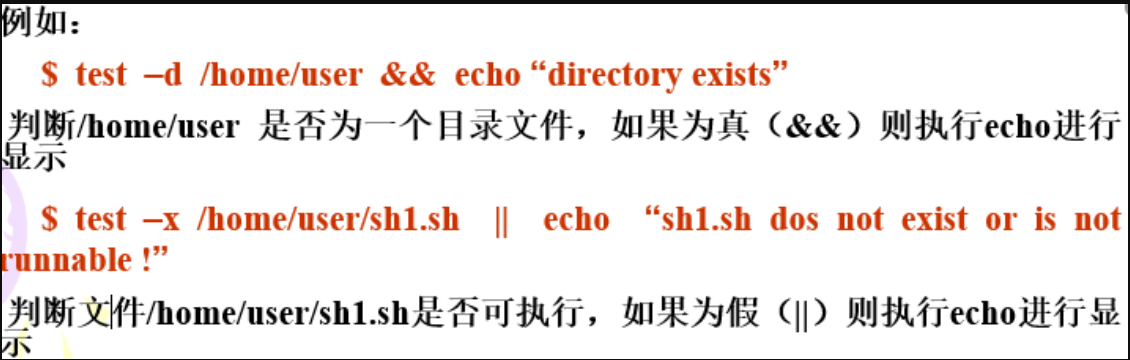 例如：
$ test –d /home/user && echo “directory exists”
判断/home/user 是否为一个目录文件，如果为真（&&）则执行echo进行
显示
$ test –x /home/user/sh1.sh || echo “sh1.sh dos not exist or is not
runnable !”
判断文件/home/user/sh1.sh是否可执行，如果为假（||）则执行echo进行显
示